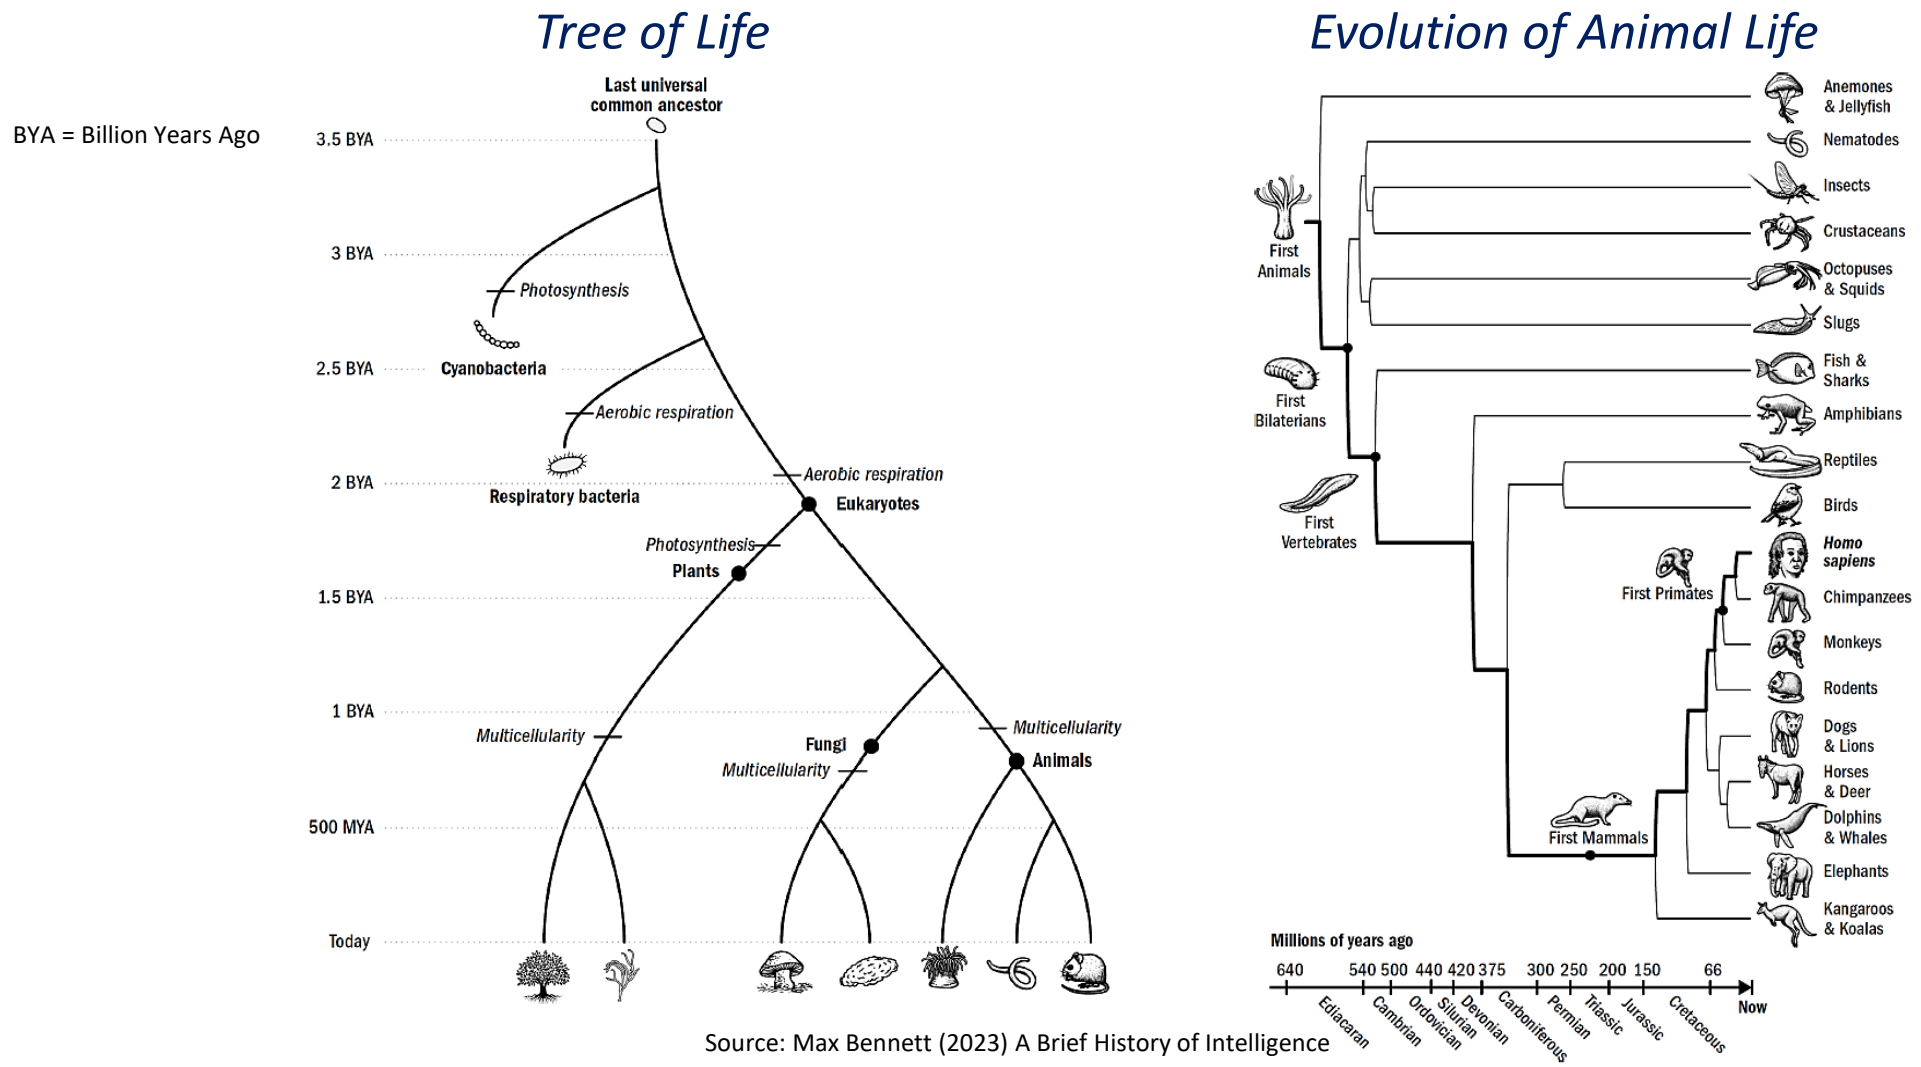 Tree of Life
Evolution of Animal Life
BYA = Billion Years Ago
Last universal
common ancestor
3.5 BYA
3 BYA
Photosynthesis
Cyanobacteria
2.5 BYA
Aerobic respiration
Respiratory bacteria
Aerobic respiration
2 BYA
Eukaryotes
Photosynthesis
Plants
1.5 BYA
1 BYA
Multicellularity
Fungi
Multicellularity
Multicellularity
Animals
500 MYA
Today
First
Animals
First
Bilaterians
First
Vertebrates
First Primates
First Mammals
Anemones
& Jellyfish
Nematodes
Insects
Crustaceans
Octopuses
& Squids
Slugs
Fish &
Sharks
Amphibians
Reptiles
Birds
Homo
sapiens
Chimpanzees
Monkeys
Rodents
Dogs
& Lions
Horses
& Deer
Dolphins
& Whales
Elephants
Kangaroos
& Koalas
Millions of years ago
640 540 500 440 420 375 300 250 200 150 66
Now
Ediacaran
Cambrian
Ordovician
Silurian
Devonian
Carboniferous
Permian
Triassic
Jurassic
Cretaceous
Source: Max Bennett (2023) A Brief History of Intelligence